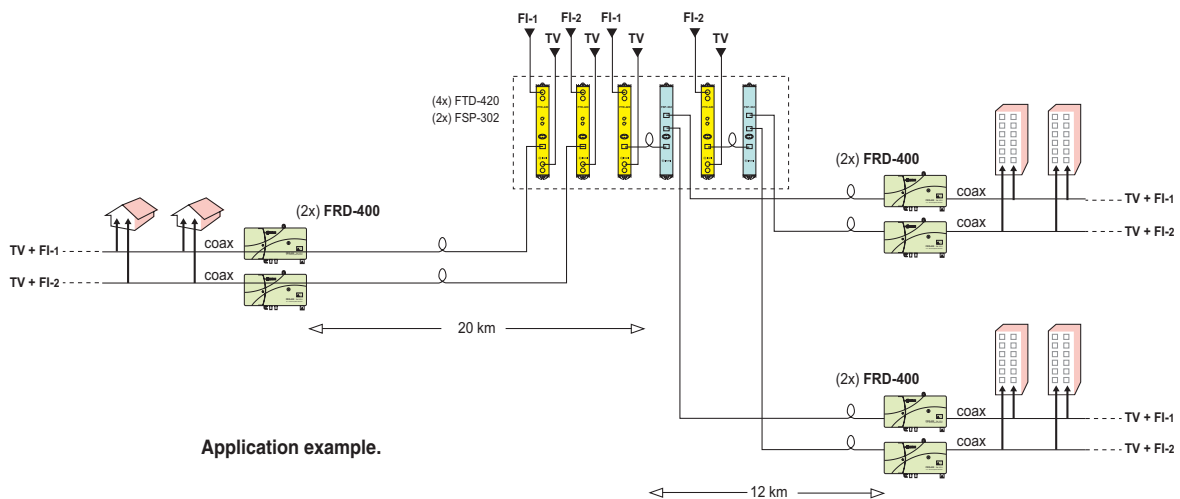 FI-1 FI-2 FI-1 FI-2
TV TV TV TV
(4x) FTD-420
(2x) FSP-302
(2x) FRD-400
coax
TV + FI-1
coax
TV + FI-2
20 km
(2x) FRD-400
coax
TV + FI-1
coax
TV + FI-2
(2x) FRD-400
coax
TV + FI-1
coax
TV + FI-2
12 km
Application example.